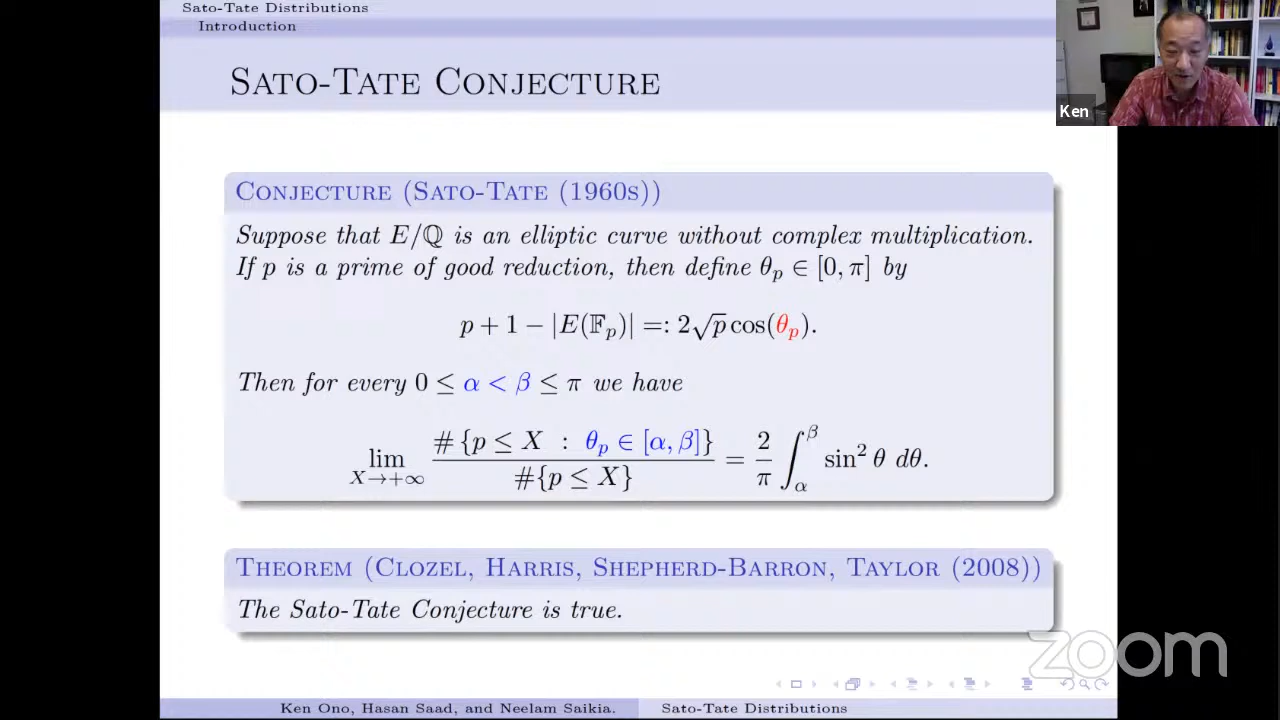 Sato-Tate Distributions
Introduction
Sato-Tate Conjecture
Ken
Conjecture (Sato-Tate (1960s))
Suppose that E/ℚ is an elliptic curve without complex multiplication.
If p is a prime of good reduction, then define θ_p ∈ [0, π] by
p + 1 − |E(𝔽_p)| =: 2√p cos(θ_p).
Then for every 0 ≤ α < β ≤ π we have
lim_{X→+∞} #{p ≤ X : θ_p ∈ [α, β]} / #{p ≤ X} = 2/π ∫_α^β sin² θ dθ.
Theorem (Clozel, Harris, Shepherd-Barron, Taylor (2008))
The Sato-Tate Conjecture is true.
zoom
Ken Ono, Hasan Saad, and Neelam Saikia.
Sato-Tate Distributions